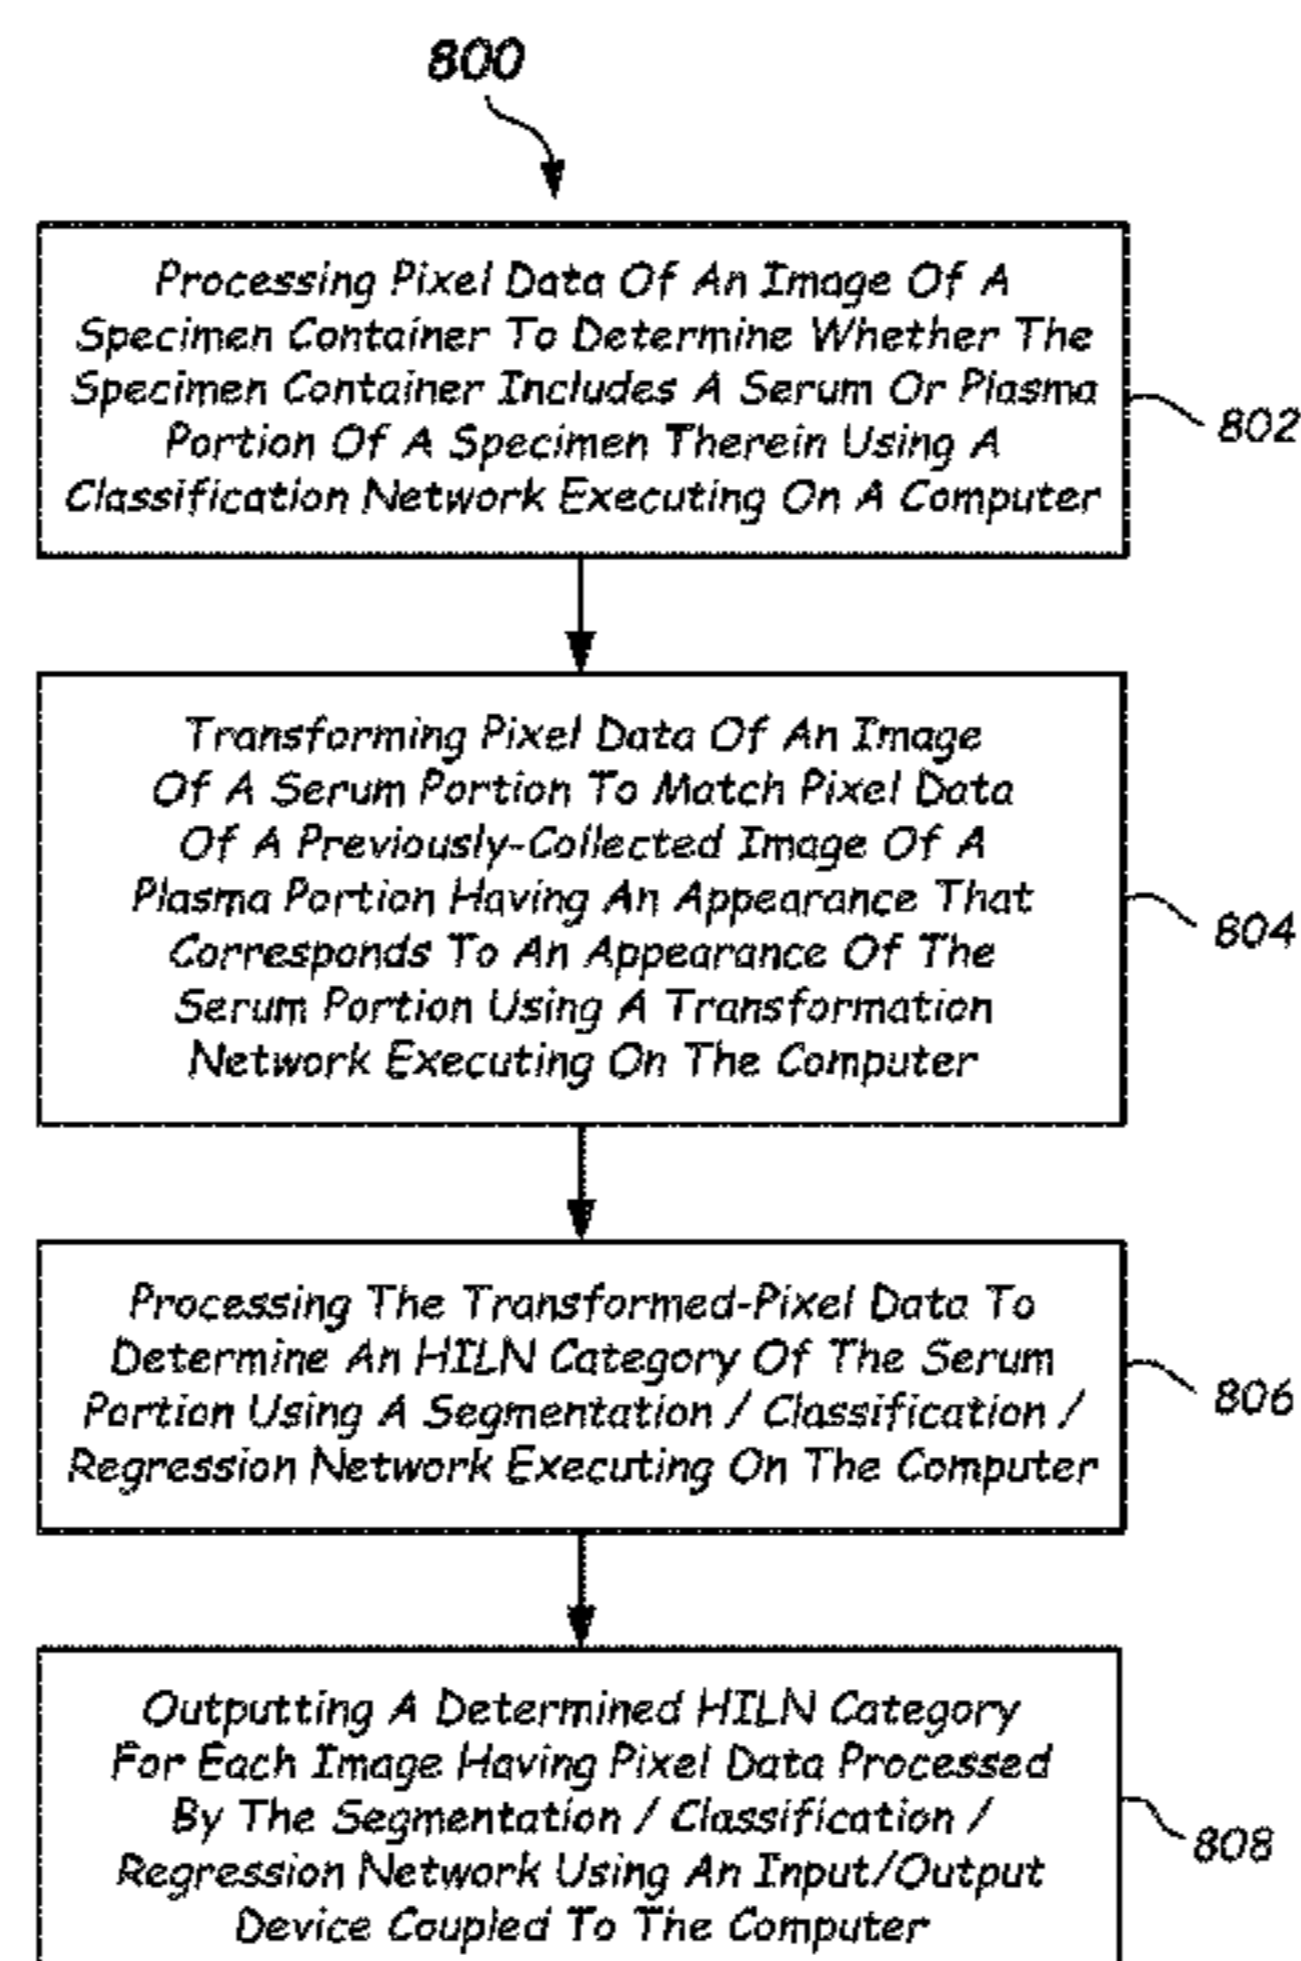 800
Processing Pixel Data Of An Image Of A
Specimen Container To Determine Whether The
Specimen Container Includes A Serum Or Plasma
Portion Of A Specimen Therein Using A
Classification Network Executing On A Computer
802
Transforming Pixel Data Of An Image
Of A Serum Portion To Match Pixel Data
Of A Previously-Collected Image Of A
Plasma Portion Having An Appearance That
Corresponds To An Appearance Of The
Serum Portion Using A Transformation
Network Executing On The Computer
804
Processing The Transformed-Pixel Data To
Determine An HILN Category Of The Serum
Portion Using A Segmentation / Classification /
Regression Network Executing On The Computer
806
Outputting A Determined HILN Category
For Each Image Having Pixel Data Processed
By The Segmentation / Classification /
Regression Network Using An Input/Output
Device Coupled To The Computer
808